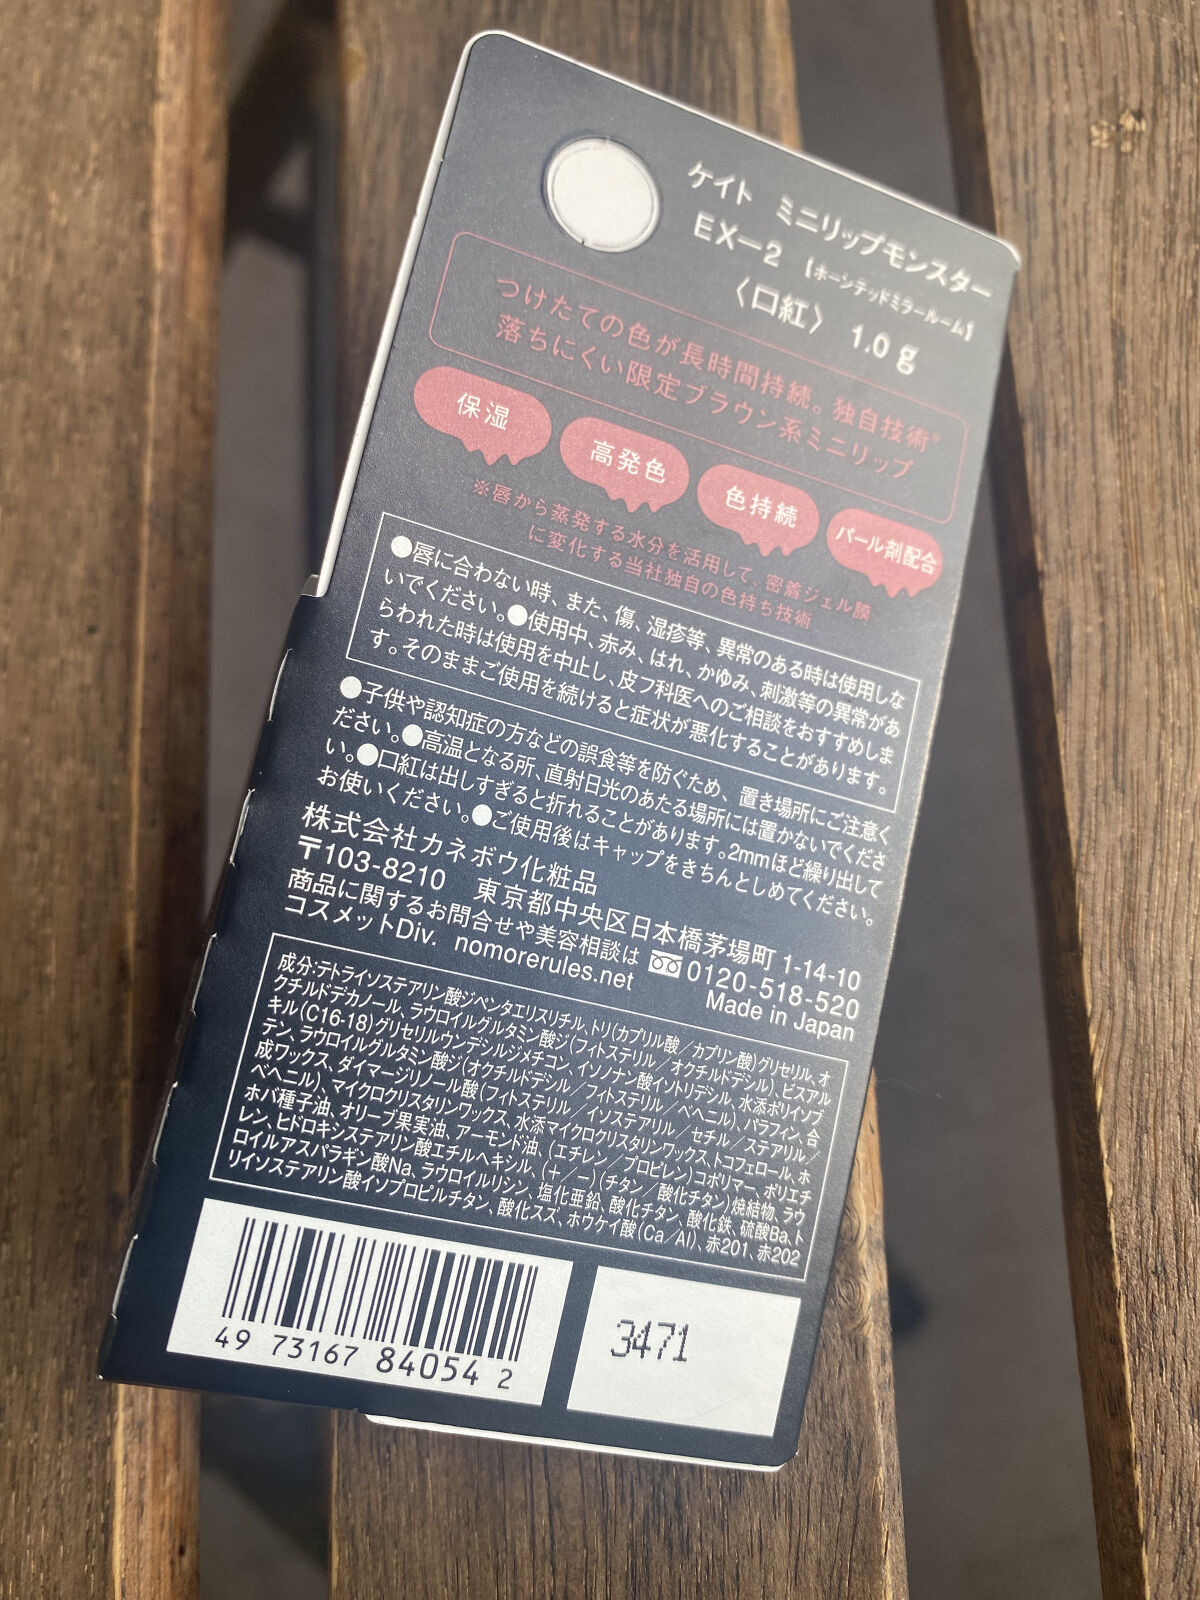 ケイト　ミニリップモンスター
EX－2 【ホーンテッドミラールーム】
〈口紅〉 1.0 g
つけたての色が長時間持続。独自技術※
落ちにくい限定ブラウン系ミニリップ
保湿
高発色
色持続
パール剤配合
※唇から蒸発する水分を活用して、密着ジェル膜
に変化する当社独自の色持ち技術
●唇に合わない時、また、傷、湿疹等、異常のある時は使用しな
いでください。●使用中、赤み、はれ、かゆみ、刺激等の異常があ
らわれた時は使用を中止し、皮フ科医へのご相談をおすすめしま
す。そのままご使用を続けると症状が悪化することがあります。
●子供や認知症の方などの誤食等を防ぐため、置き場所にご注意く
ださい。●高温となる所、直射日光のあたる場所には置かないでくださ
い。●口紅は出しすぎると折れることがあります。2mmほど繰り出して
お使いください。●ご使用後はキャップをきちんとしめてください。
株式会社カネボウ化粧品
〒103-8210　東京都中央区日本橋茅場町 1-14-10
商品に関するお問合せや美容相談は 0120-518-520
コスメットDiv. nomorerules.net Made in Japan
成分:テトライソステアリン酸ジペンタエリスリチル、トリ(カプリル酸／カプリン酸)グリセリル、オ
クチルドデカノール、ラウロイルグルタミン酸ジ(フィトステリル／オクチルドデシル)、ビスアル
キル(C16-18)グリセリルウンデシルジメチコン、イソノナン酸イソトリデシル、水添ポリイソブ
テン、ラウロイルグルタミン酸ジ(オクチルドデシル／フィトステリル／ベヘニル)、パラフィン、合
成ワックス、ダイマージリノール酸(フィトステリル／イソステアリル／セチル／ステアリル／
ベヘニル)、マイクロクリスタリンワックス、水添マイクロクリスタリンワックス、トコフェロール、ホ
ホバ種子油、オリーブ果実油、アーモンド油、(エチレン／プロピレン)コポリマー、ポリエチ
レン、ヒドロキシステアリン酸エチルヘキシル、(＋／－)(チタン／酸化チタン)焼結物、ラウ
ロイルアスパラギン酸Na、ラウロイルリシン、塩化亜鉛、酸化チタン、酸化鉄、硫酸Ba、ト
リイソステアリン酸イソプロピルチタン、酸化スズ、ホウケイ酸(Ca／Al)、赤201、赤202
49 73167 84054 2
3471